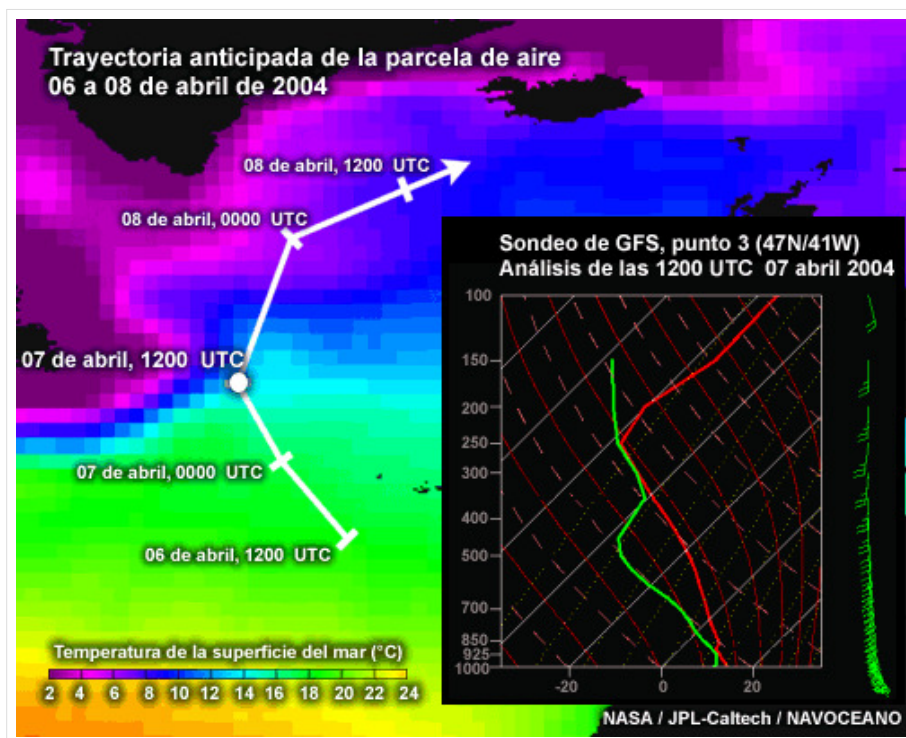 Trayectoria anticipada de la parcela de aire
06 a 08 de abril de 2004
08 de abril, 1200 UTC
08 de abril, 0000 UTC
07 de abril, 1200 UTC
07 de abril, 0000 UTC
06 de abril, 1200 UTC
Temperatura de la superficie del mar (°C)
2 4 6 8 10 12 14 16 18 20 22 24
Sondeo de GFS, punto 3 (47N/41W)
Análisis de las 1200 UTC 07 abril 2004
100
150
200
250
300
400
500
700
850
925
1000
-20 0 20
NASA / JPL-Caltech / NAVOCEANO